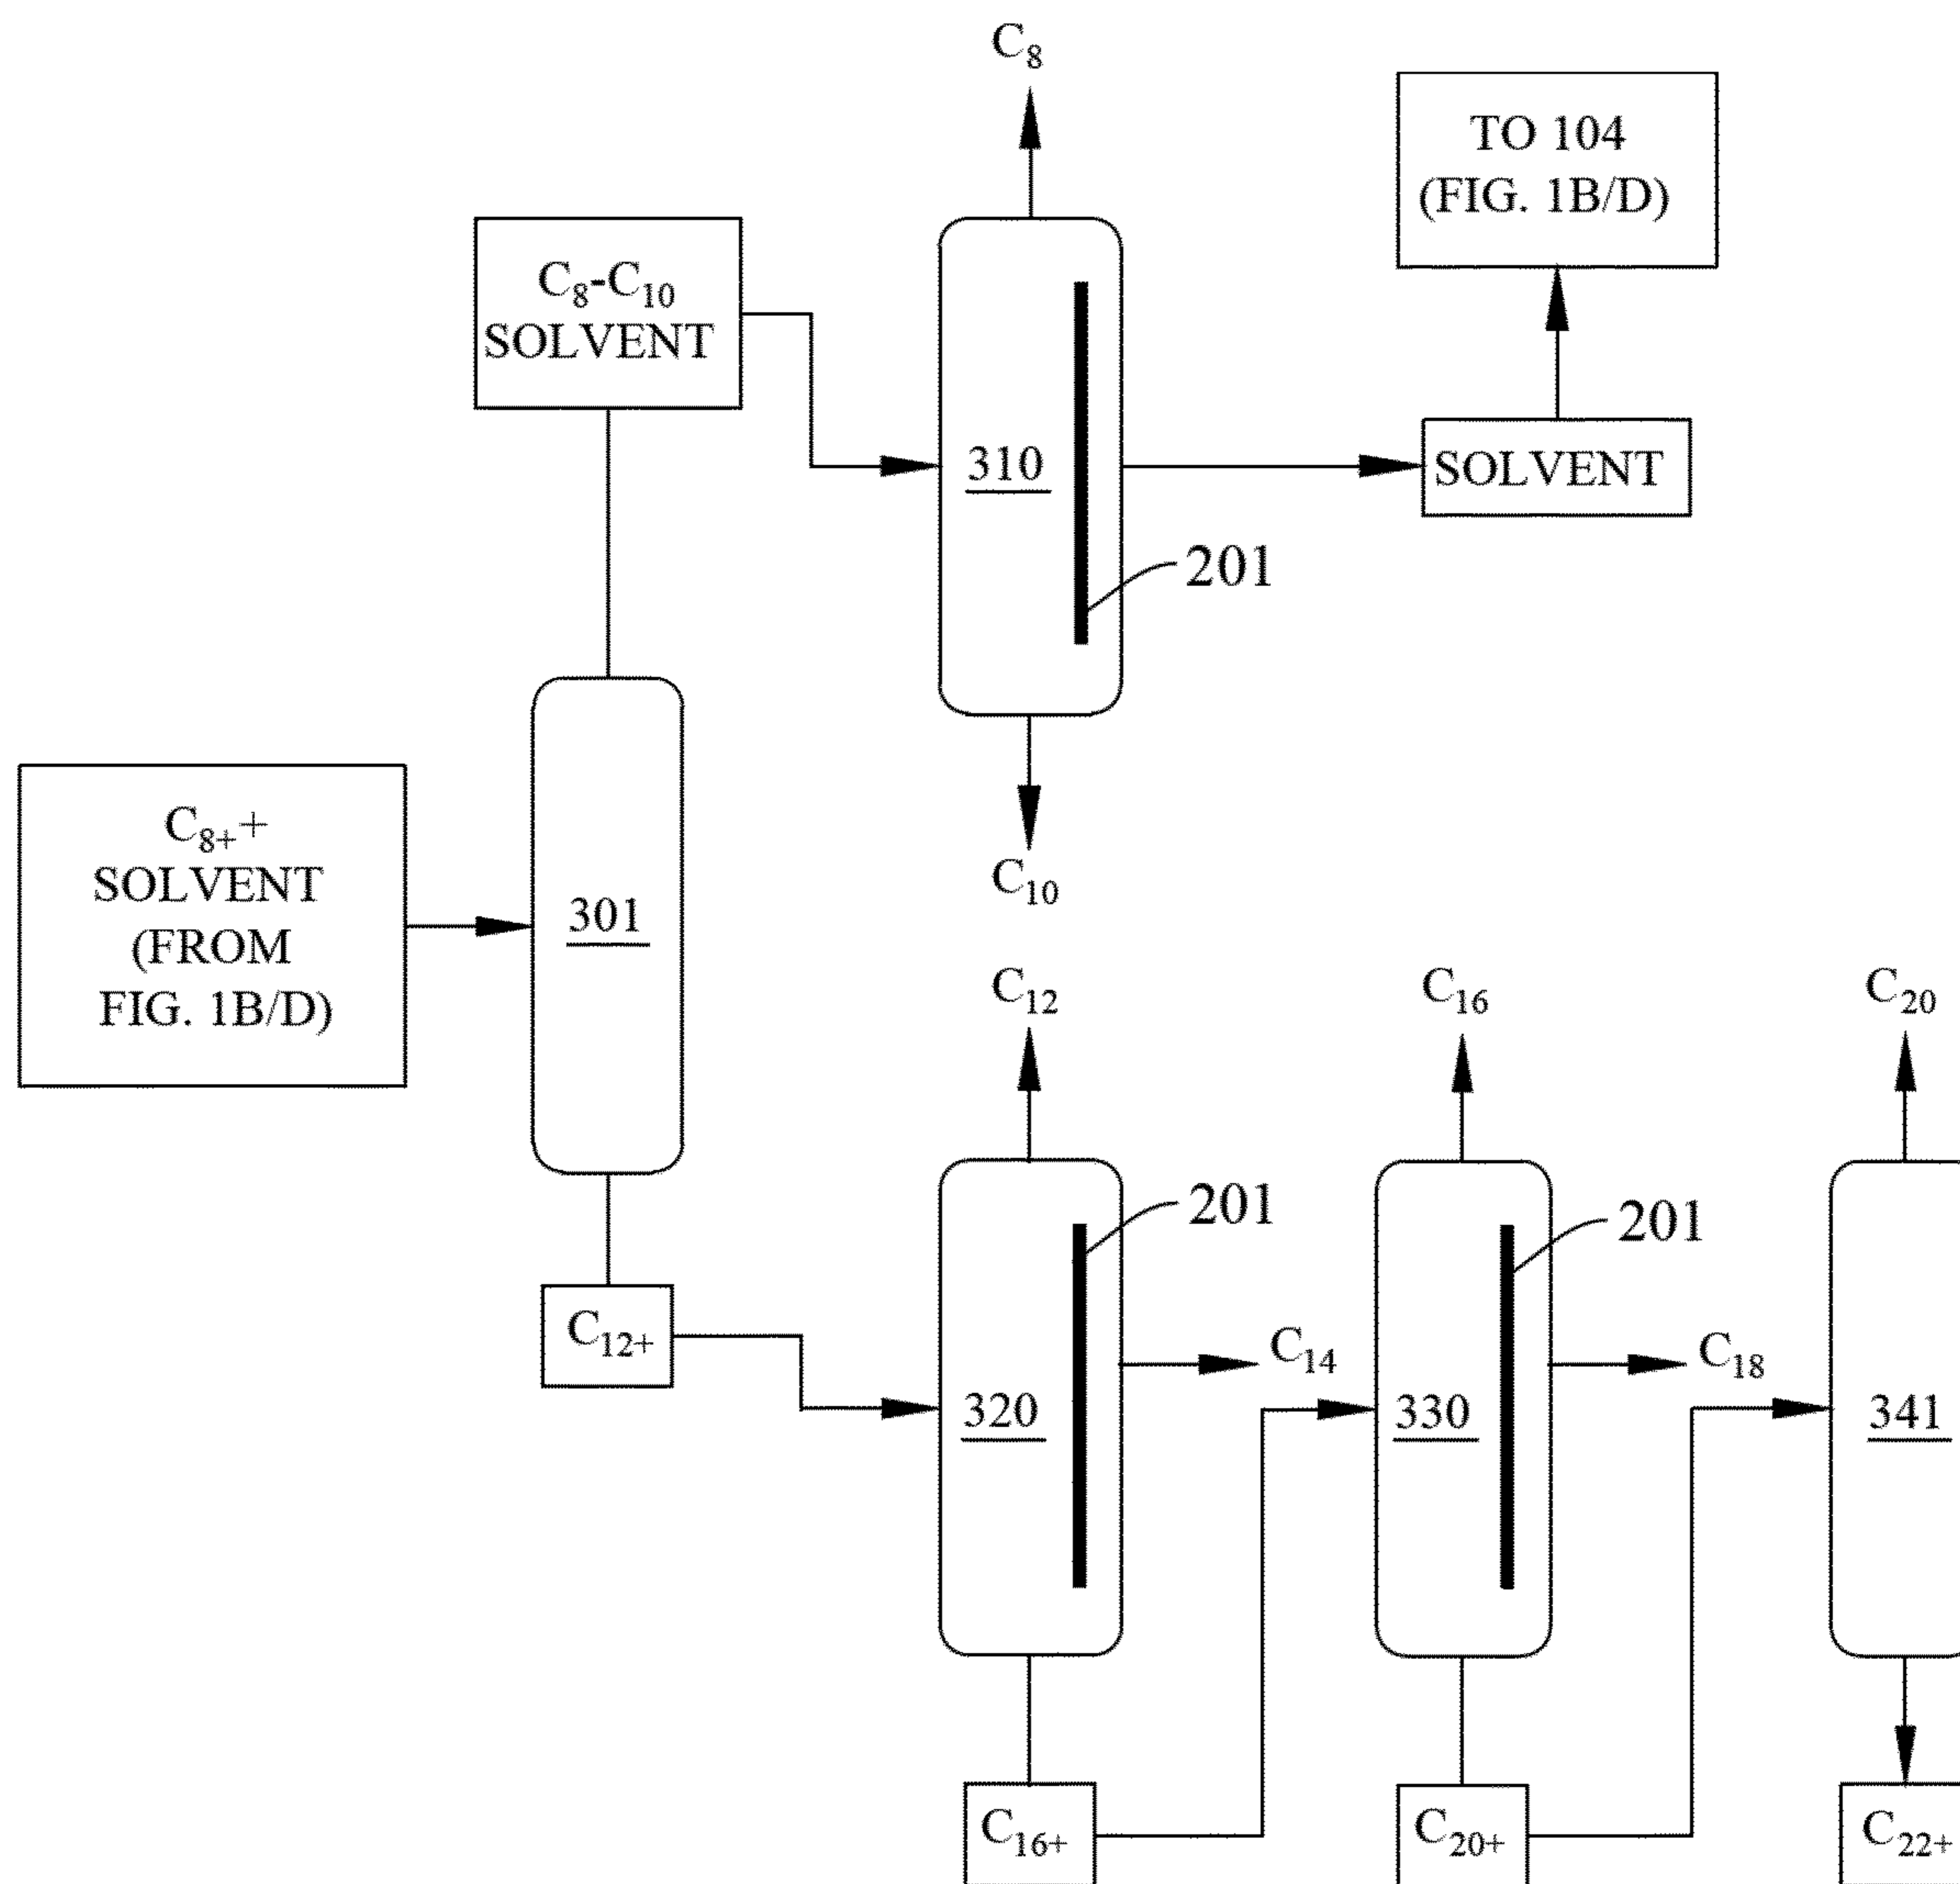 C₈
TO 104
(FIG. 1B/D)
C₈-C₁₀
SOLVENT
310
SOLVENT
201
C₈₊+
SOLVENT
(FROM
FIG. 1B/D)
301
C₁₀
C₁₂
C₁₆
C₂₀
201
201
C₁₂₊
C₁₄
C₁₈
320
330
341
C₁₆₊
C₂₀₊
C₂₂₊